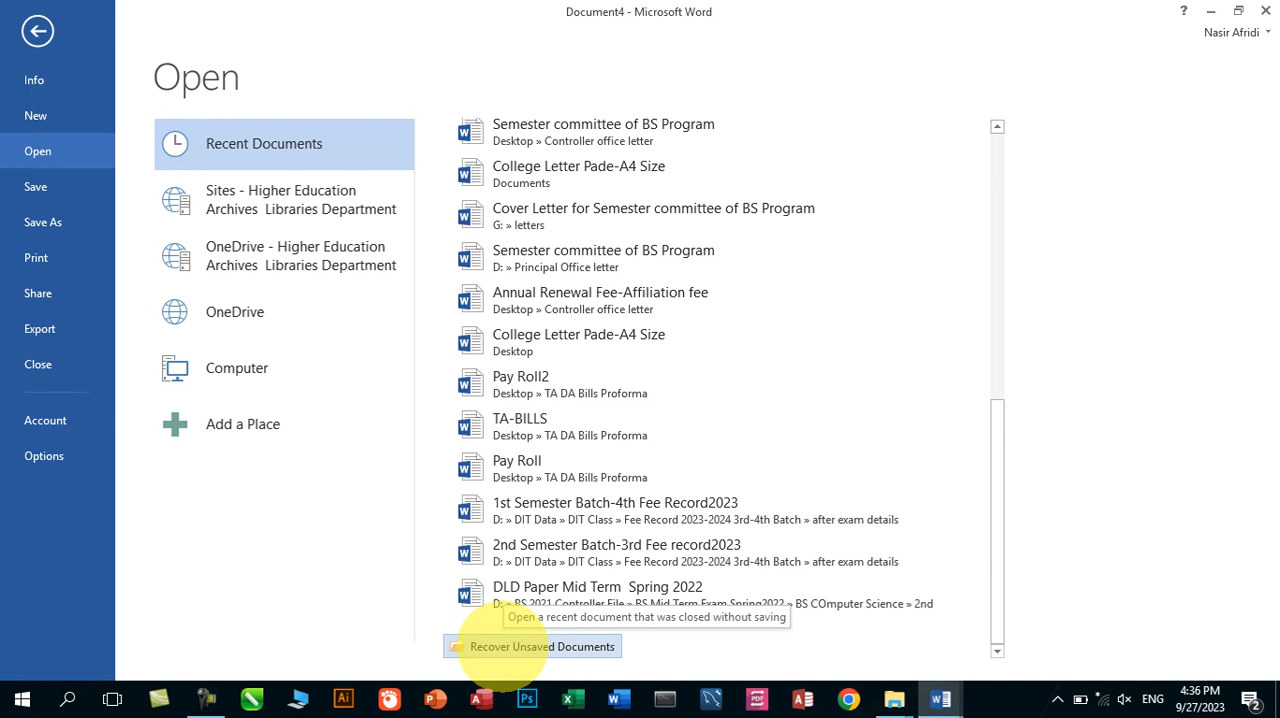 Document4 - Microsoft Word
?
Nasir Afridi
Info
New
Open
Save
Save As
Print
Share
Export
Close
Account
Options
Open
Recent Documents
Sites - Higher Education
Archives Libraries Department
OneDrive - Higher Education
Archives Libraries Department
OneDrive
Computer
Add a Place
Semester committee of BS Program
Desktop » Controller office letter
College Letter Pade-A4 Size
Documents
Cover Letter for Semester committee of BS Program
G: » letters
Semester committee of BS Program
D: » Principal Office letter
Annual Renewal Fee-Affiliation fee
Desktop » Controller office letter
College Letter Pade-A4 Size
Desktop
Pay Roll2
Desktop » TA DA Bills Proforma
TA-BILLS
Desktop » TA DA Bills Proforma
Pay Roll
Desktop » TA DA Bills Proforma
1st Semester Batch-4th Fee Record2023
D: » DIT Data » DIT Class » Fee Record 2023-2024 3rd-4th Batch » after exam details
2nd Semester Batch-3rd Fee record2023
D: » DIT Data » DIT Class » Fee Record 2023-2024 3rd-4th Batch » after exam details
DLD Paper Mid Term Spring 2022
D: » BS 2021 Controller File » BS Mid Term Exam Spring2022 » BS COmputer Science » 2nd
Open a recent document that was closed without saving
Recover Unsaved Documents
ENG
4:36 PM
9/27/2023
2